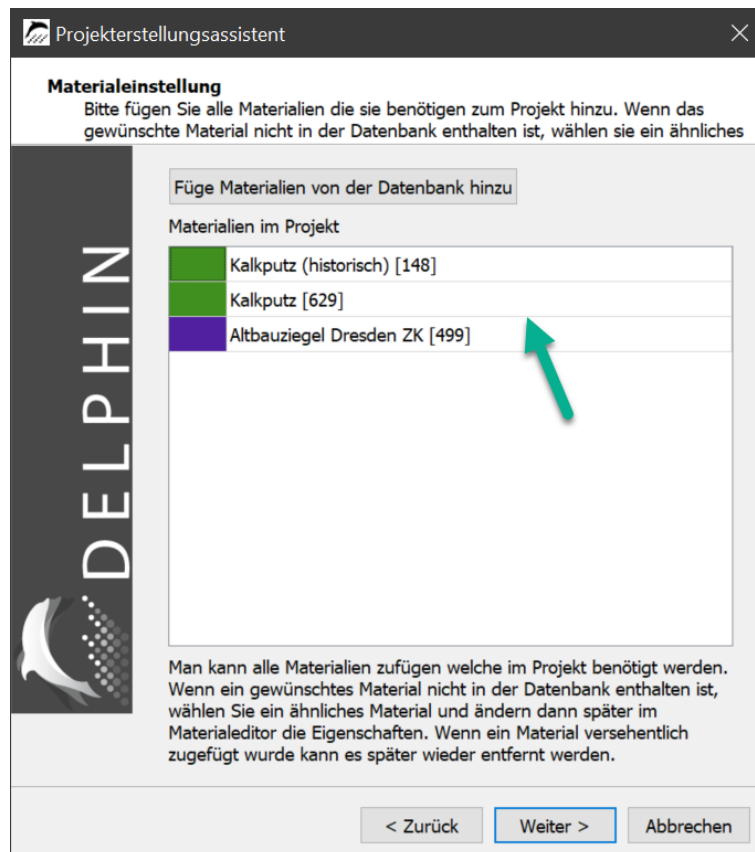 Projekterstellungsassistent
Materialeinstellung
Bitte fügen Sie alle Materialien die sie benötigen zum Projekt hinzu. Wenn das
gewünschte Material nicht in der Datenbank enthalten ist, wählen sie ein ähnliches
DELPHIN
Füge Materialien von der Datenbank hinzu
Materialien im Projekt
Kalkputz (historisch) [148]
Kalkputz [629]
Altbauziegel Dresden ZK [499]
Man kann alle Materialien zufügen welche im Projekt benötigt werden.
Wenn ein gewünschtes Material nicht in der Datenbank enthalten ist,
wählen Sie ein ähnliches Material und ändern dann später im
Materialeditor die Eigenschaften. Wenn ein Material versehentlich
zugefügt wurde kann es später wieder entfernt werden.
< Zurück
Weiter >
Abbrechen